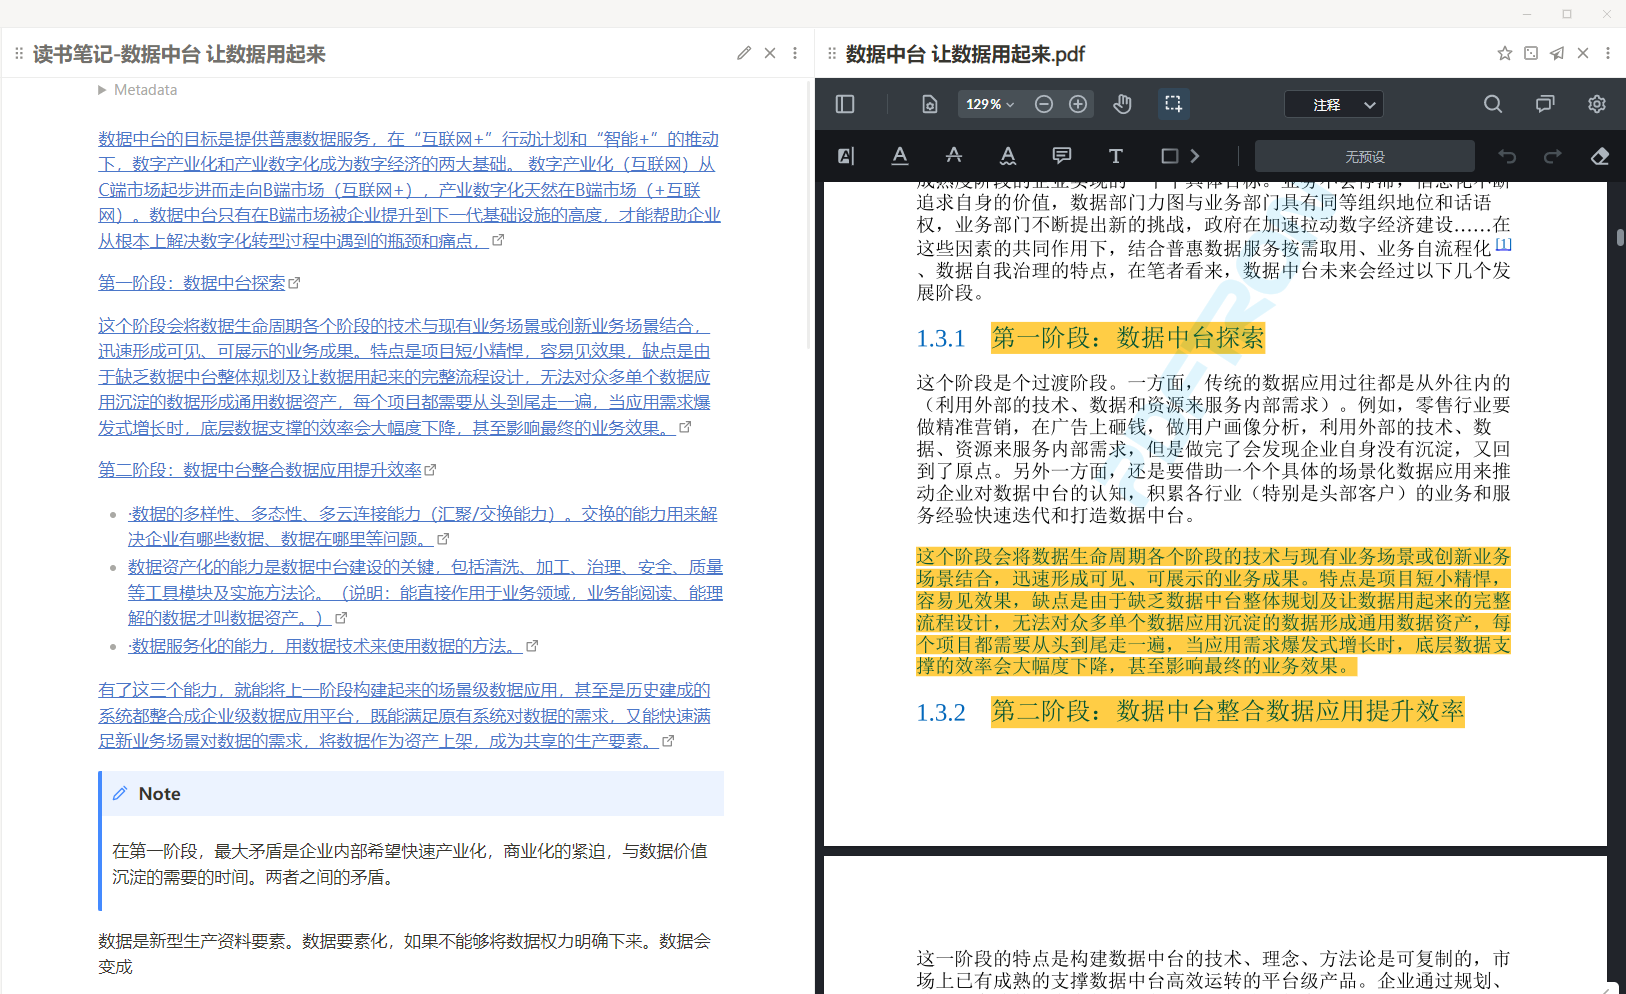 读书笔记-数据中台 让数据用起来
Metadata
数据中台的目标是提供普惠数据服务，在“互联网+”行动计划和“智能+”的推动
下，数字产业化和产业数字化成为数字经济的两大基础。 数字产业化（互联网）从
C端市场起步进而走向B端市场（互联网+），产业数字化天然在B端市场（+互联
网）。数据中台只有在B端市场被企业提升到下一代基础设施的高度，才能帮助企业
从根本上解决数字化转型过程中遇到的瓶颈和痛点，
第一阶段：数据中台探索
这个阶段会将数据生命周期各个阶段的技术与现有业务场景或创新业务场景结合，
迅速形成可见、可展示的业务成果。特点是项目短小精悍，容易见效果，缺点是由
于缺乏数据中台整体规划及让数据用起来的完整流程设计，无法对众多单个数据应
用沉淀的数据形成通用数据资产，每个项目都需要从头到尾走一遍，当应用需求爆
发式增长时，底层数据支撑的效率会大幅度下降，甚至影响最终的业务效果。
第二阶段：数据中台整合数据应用提升效率
·数据的多样性、多态性、多云连接能力（汇聚/交换能力）。交换的能力用来解
决企业有哪些数据、数据在哪里等问题。
数据资产化的能力是数据中台建设的关键，包括清洗、加工、治理、安全、质量
等工具模块及实施方法论。（说明：能直接作用于业务领域，业务能阅读、能理
解的数据才叫数据资产。）
·数据服务化的能力，用数据技术来使用数据的方法。
有了这三个能力，就能将上一阶段构建起来的场景级数据应用，甚至是历史建成的
系统都整合成企业级数据应用平台，既能满足原有系统对数据的需求，又能快速满
足新业务场景对数据的需求，将数据作为资产上架，成为共享的生产要素。
Note
在第一阶段，最大矛盾是企业内部希望快速产业化，商业化的紧迫，与数据价值
沉淀的需要的时间。两者之间的矛盾。
数据是新型生产资料要素。数据要素化，如果不能够将数据权力明确下来。数据会
变成
数据中台 让数据用起来.pdf
129%
注释
无预设
成熟度阶段的企业实现的一个个具体目标。业务不会停滞，信息化不断
追求自身的价值，数据部门力图与业务部门具有同等组织地位和话语
权，业务部门不断提出新的挑战，政府在加速拉动数字经济建设……在
这些因素的共同作用下，结合普惠数据服务按需取用、业务自流程化[1]
、数据自我治理的特点，在笔者看来，数据中台未来会经过以下几个发
展阶段。
1.3.1 第一阶段：数据中台探索
这个阶段是个过渡阶段。一方面，传统的数据应用过往都是从外往内的
（利用外部的技术、数据和资源来服务内部需求）。例如，零售行业要
做精准营销，在广告上砸钱，做用户画像分析，利用外部的技术、数
据、资源来服务内部需求，但是做完了会发现企业自身没有沉淀，又回
到了原点。另外一方面，还是要借助一个个具体的场景化数据应用来推
动企业对数据中台的认知，积累各行业（特别是头部客户）的业务和服
务经验快速迭代和打造数据中台。
这个阶段会将数据生命周期各个阶段的技术与现有业务场景或创新业务
场景结合，迅速形成可见、可展示的业务成果。特点是项目短小精悍，
容易见效果，缺点是由于缺乏数据中台整体规划及让数据用起来的完整
流程设计，无法对众多单个数据应用沉淀的数据形成通用数据资产，每
个项目都需要从头到尾走一遍，当应用需求爆发式增长时，底层数据支
撑的效率会大幅度下降，甚至影响最终的业务效果。
1.3.2 第二阶段：数据中台整合数据应用提升效率
PDFTRON
这一阶段的特点是构建数据中台的技术、理念、方法论是可复制的，市
场上已有成熟的支撑数据中台高效运转的平台级产品。企业通过规划、